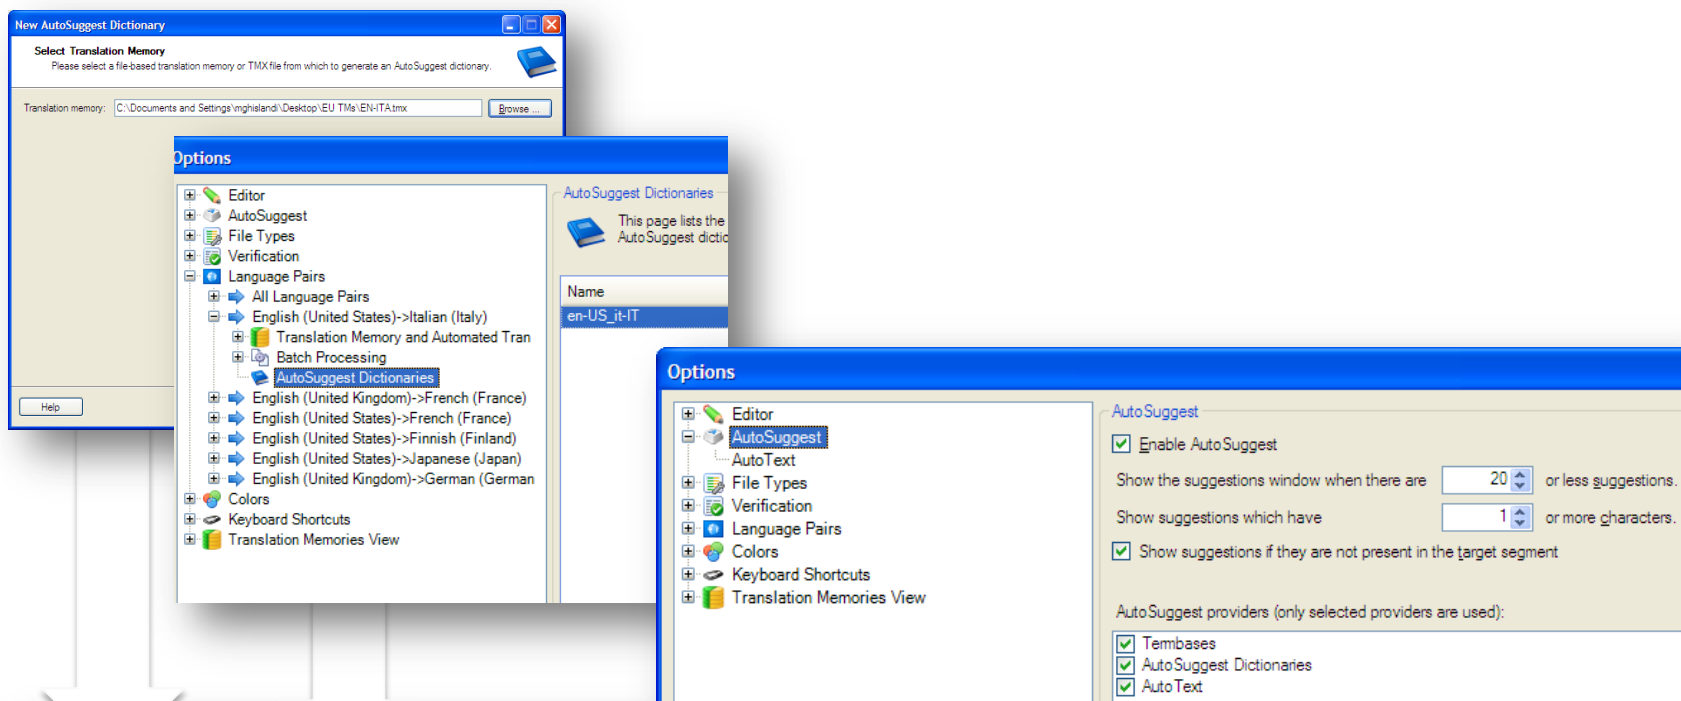 New AutoSuggest Dictionary
Select Translation Memory
Please select a file-based translation memory or TMX file from which to generate an AutoSuggest dictionary.
Translation memory: C:\Documents and Settings\mghislandi\Desktop\EU TMs\EN-ITA.tmx Browse ...
Help
Options
Editor
AutoSuggest
File Types
Verification
Language Pairs
All Language Pairs
English (United States)->Italian (Italy)
Translation Memory and Automated Tran
Batch Processing
AutoSuggest Dictionaries
English (United Kingdom)->French (France)
English (United States)->French (France)
English (United States)->Finnish (Finland)
English (United States)->Japanese (Japan)
English (United Kingdom)->German (German
Colors
Keyboard Shortcuts
Translation Memories View
AutoSuggest Dictionaries
This page lists the
AutoSuggest dictio
Name
en-US_it-IT
Options
Editor
AutoSuggest
AutoText
File Types
Verification
Language Pairs
Colors
Keyboard Shortcuts
Translation Memories View
AutoSuggest
Enable AutoSuggest
Show the suggestions window when there are 20 or less suggestions.
Show suggestions which have 1 or more characters.
Show suggestions if they are not present in the target segment
AutoSuggest providers (only selected providers are used):
Termbases
AutoSuggest Dictionaries
AutoText